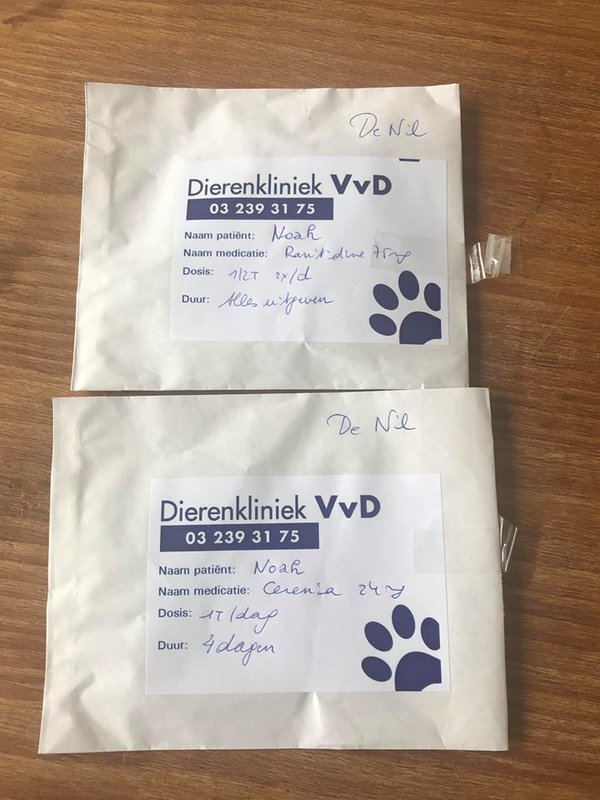 De Nil
Dierenkliniek VvD
03 239 31 75
Naam patiënt: Noah
Naam medicatie: Ranitidine 75mg
Dosis: 1/2T 2x/d
Duur: Alles uitgeven
De Nil
Dierenkliniek VvD
03 239 31 75
Naam patiënt: Noah
Naam medicatie: Cerenia 24mg
Dosis: 1T/dag
Duur: 4dagen